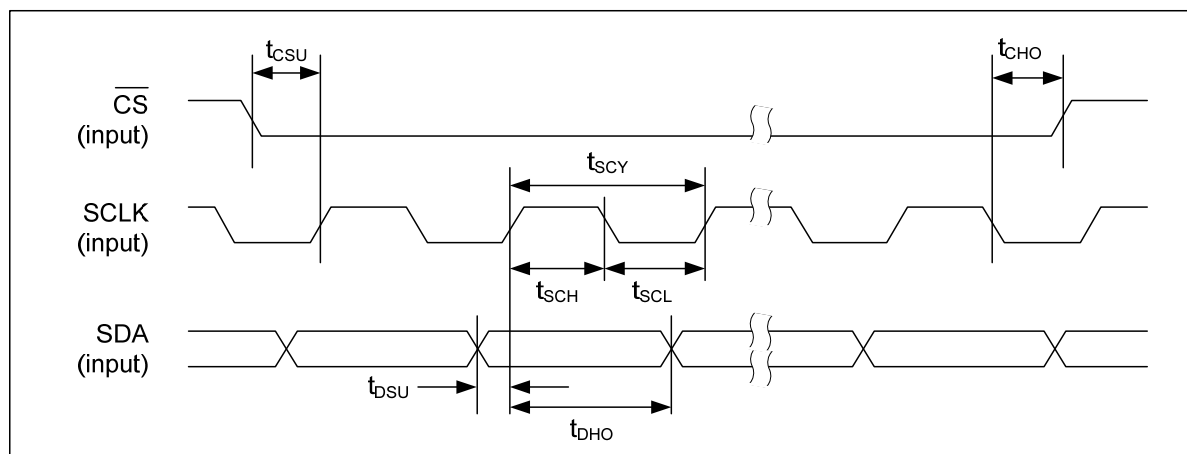 tCSU
tCHO
CS
(input)
tSCY
SCLK
(input)
tSCH
tSCL
SDA
(input)
tDSU
tDHO